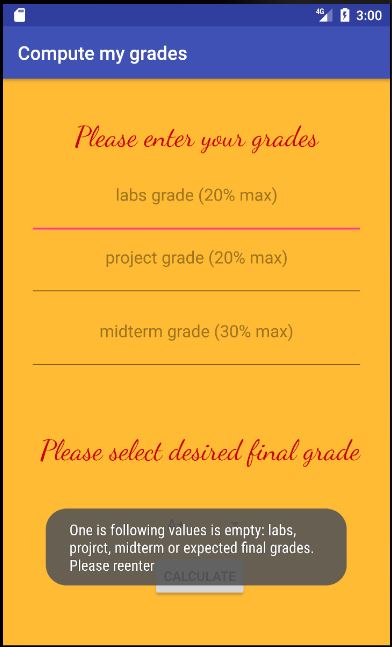 4G 3:00
Compute my grades
Please enter your grades
labs grade (20% max)
project grade (20% max)
midterm grade (30% max)
Please select desired final grade
One is following values is empty: labs,
projrct, midterm or expected final grades.
Please reenter
CALCULATE